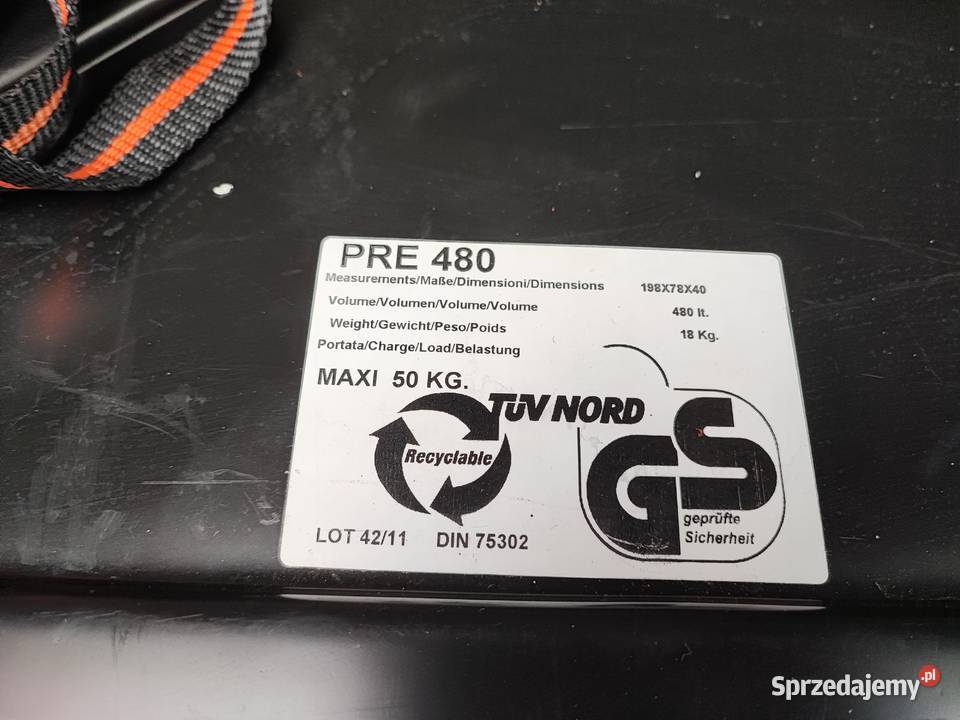 PRE 480
Measurements/Maße/Dimensioni/Dimensions 198X78X40
Volume/Volumen/Volume/Volume 480 lt.
Weight/Gewicht/Peso/Poids 18 Kg.
Portata/Charge/Load/Belastung
MAXI 50 KG.
TÜV NORD
Recyclable
GS
geprüfte
Sicherheit
LOT 42/11 DIN 75302
Sprzedajemy.pl